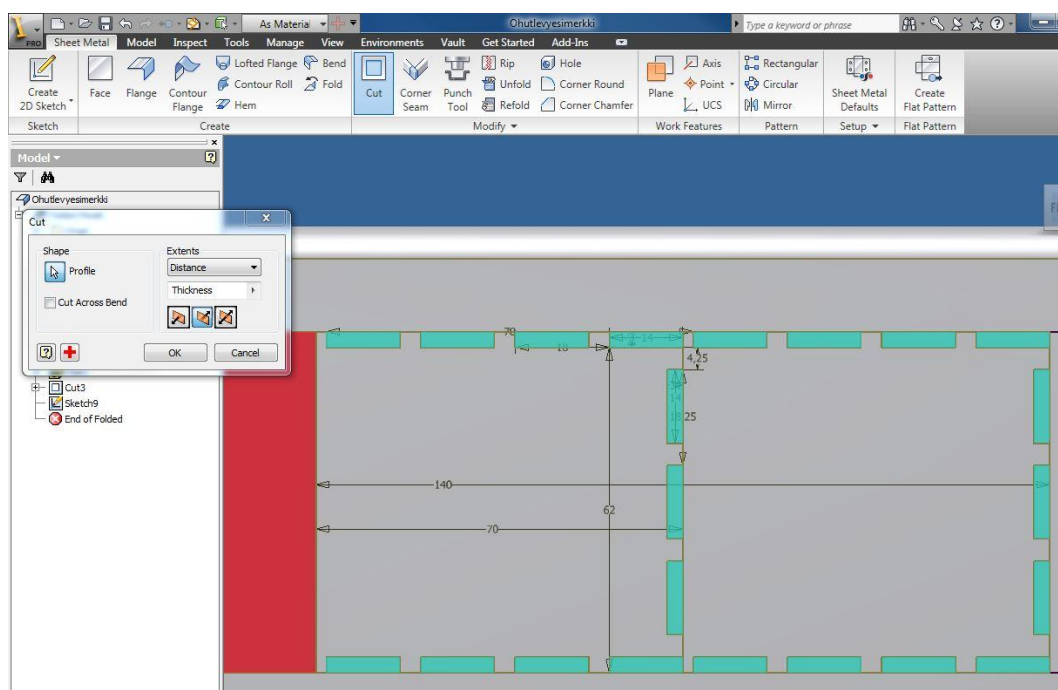 As Material
Ohutlevyesimerkki
Type a keyword or phrase
PRO
Sheet Metal Model Inspect Tools Manage View Environments Vault Get Started Add-Ins
Create 2D Sketch
Face
Flange
Contour Flange
Lofted Flange
Contour Roll
Hem
Bend
Fold
Cut
Corner Seam
Punch Tool
Rip
Unfold
Refold
Hole
Corner Round
Corner Chamfer
Plane
Axis
Point
UCS
Rectangular
Circular
Mirror
Sheet Metal Defaults
Create Flat Pattern
Sketch
Create
Modify
Work Features
Pattern
Setup
Flat Pattern
Model
Ohutlevyesimerkki
Cut
Shape
Profile
Cut Across Bend
Extents
Distance
Thickness
OK
Cancel
Cut3
Sketch9
End of Folded
70
14
18
4,25
14
18
25
140
62
70